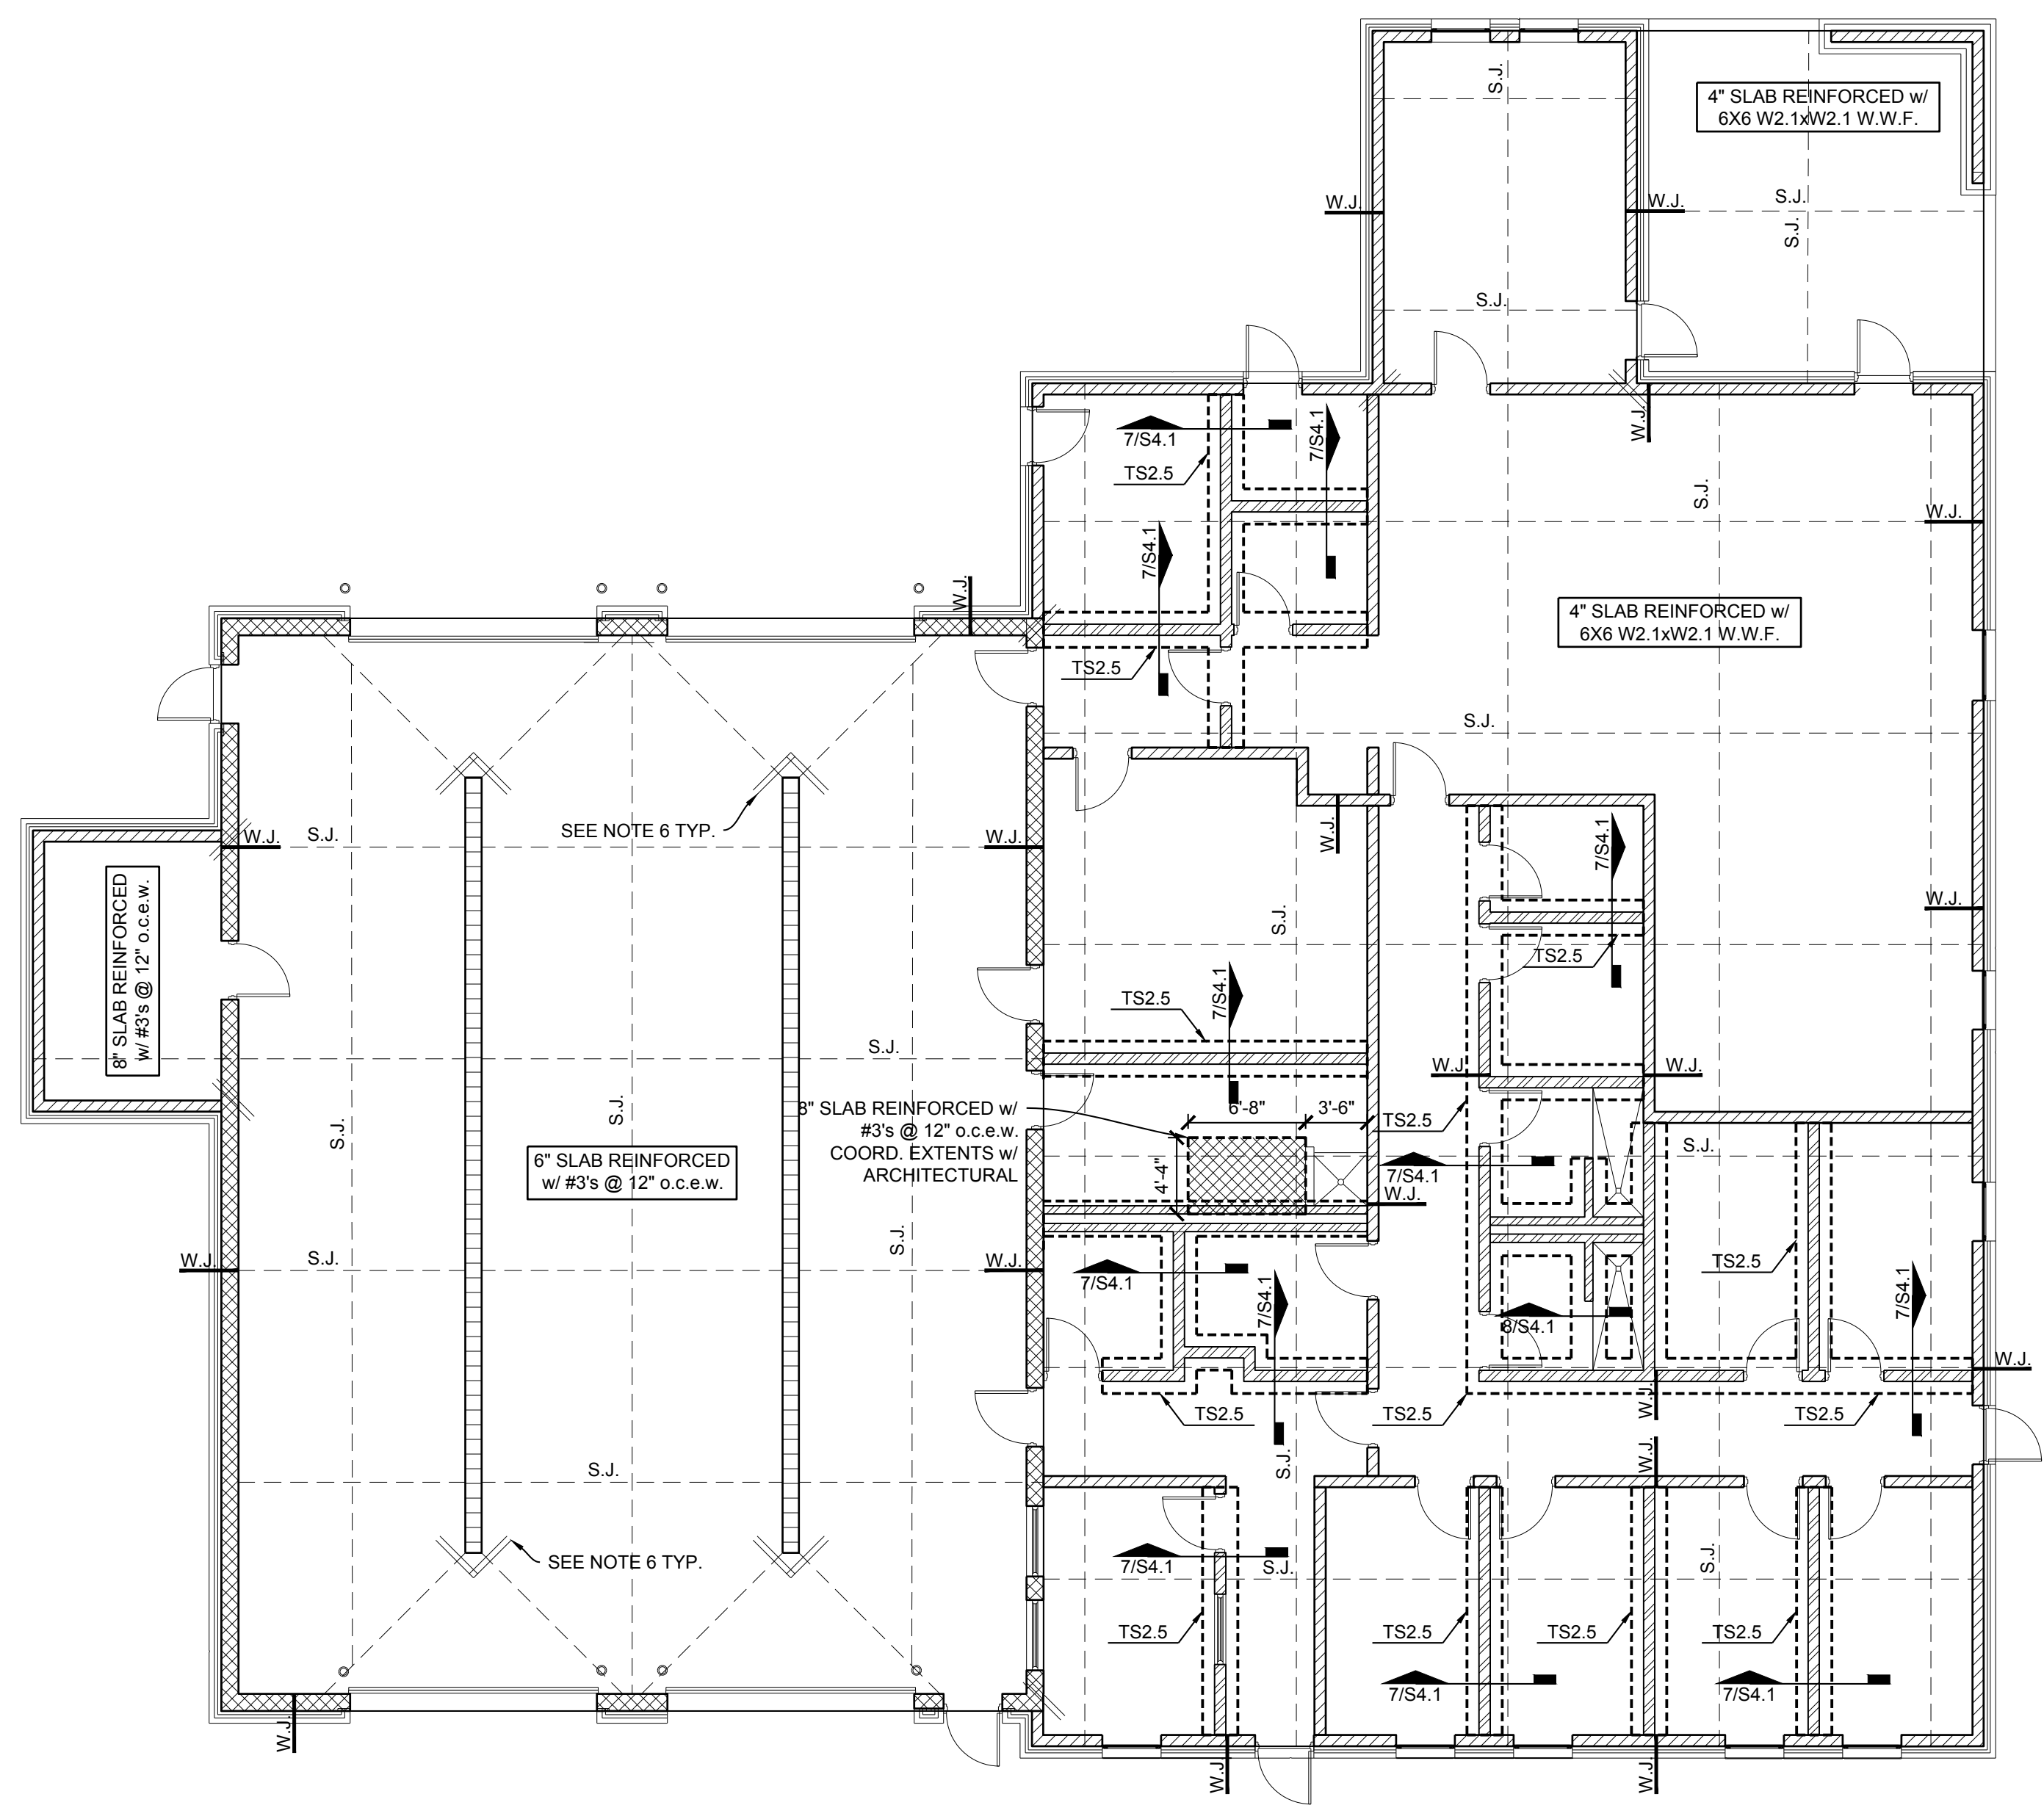 S.J.
4" SLAB REINFORCED w/
6X6 W2.1xW2.1 W.W.F.
W.J.
W.J.
S.J.
S.J.
S.J.
7/S4.1
7/S4.1
W.J.
TS2.5
S.J.
W.J.
7/S4.1
W.J.
4" SLAB REINFORCED w/
6X6 W2.1xW2.1 W.W.F.
TS2.5
S.J.
SEE NOTE 6 TYP.
W.J.
S.J.
W.J.
W.J.
7/S4.1
8" SLAB REINFORCED
w/ #3's @ 12" o.c.e.w.
W.J.
S.J.
TS2.5
7/S4.1
TS2.5
S.J.
W.J.
W.J.
S.J.
S.J.
8" SLAB REINFORCED w/
#3's @ 12" o.c.e.w.
COORD. EXTENTS w/
ARCHITECTURAL
6'-8"
3'-6"
4'-4"
TS2.5
S.J.
6" SLAB REINFORCED
w/ #3's @ 12" o.c.e.w.
7/S4.1
W.J.
S.J.
W.J.
S.J.
S.J.
W.J.
7/S4.1
7/S4.1
8/S4.1
TS2.5
7/S4.1
W.J.
TS2.5
TS2.5
W.J.
TS2.5
S.J.
S.J.
W.J.
SEE NOTE 6 TYP.
7/S4.1
S.J.
S.J.
TS2.5
TS2.5
TS2.5
TS2.5
7/S4.1
7/S4.1
W.J.
W.J.
W.J.